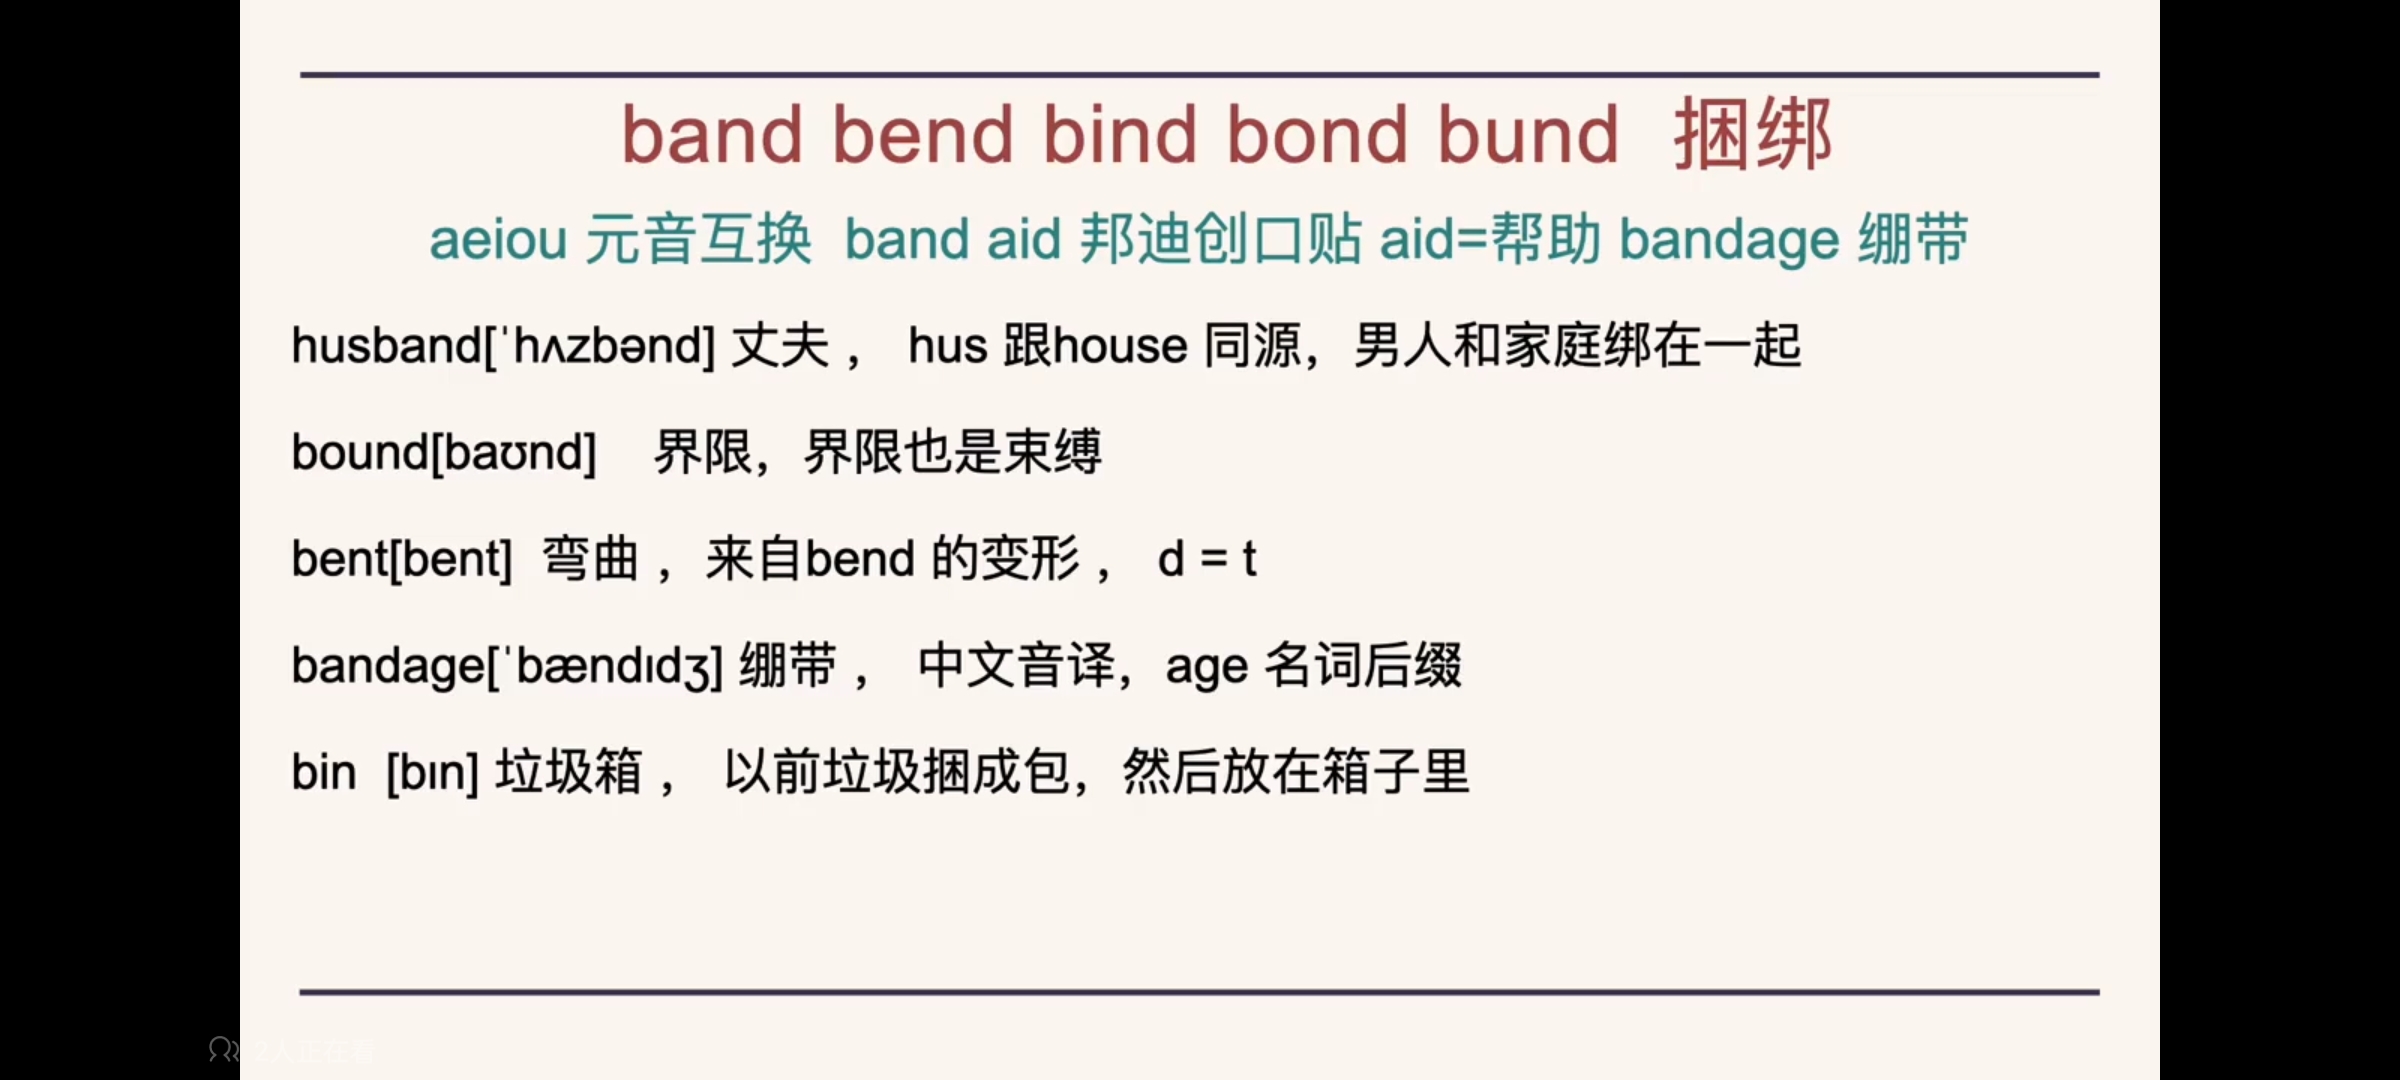 band bend bind bond bund 捆绑
aeiou 元音互换 band aid 邦迪创口贴 aid=帮助 bandage 绷带
husband[ˈhʌzbənd] 丈夫 ， hus 跟house 同源，男人和家庭绑在一起
bound[baʊnd] 界限，界限也是束缚
bent[bent] 弯曲 ，来自bend 的变形 ， d = t
bandage[ˈbændɪdʒ] 绷带 ， 中文音译，age 名词后缀
bin [bɪn] 垃圾箱 ， 以前垃圾捆成包，然后放在箱子里
2人正在看